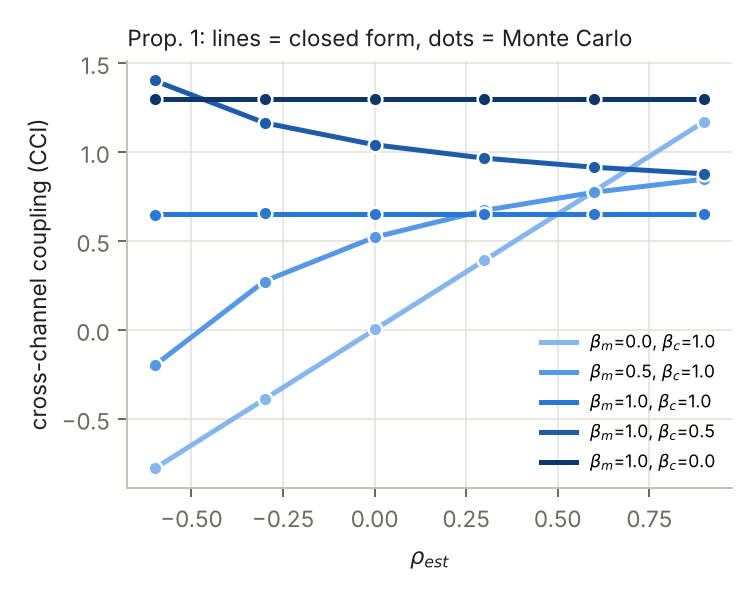 Prop. 1: lines = closed form, dots = Monte Carlo
cross-channel coupling (CCI)
1.5
1.0
0.5
0.0
−0.5
βm=0.0, βc=1.0
βm=0.5, βc=1.0
βm=1.0, βc=1.0
βm=1.0, βc=0.5
βm=1.0, βc=0.0
−0.50 −0.25 0.00 0.25 0.50 0.75
ρest